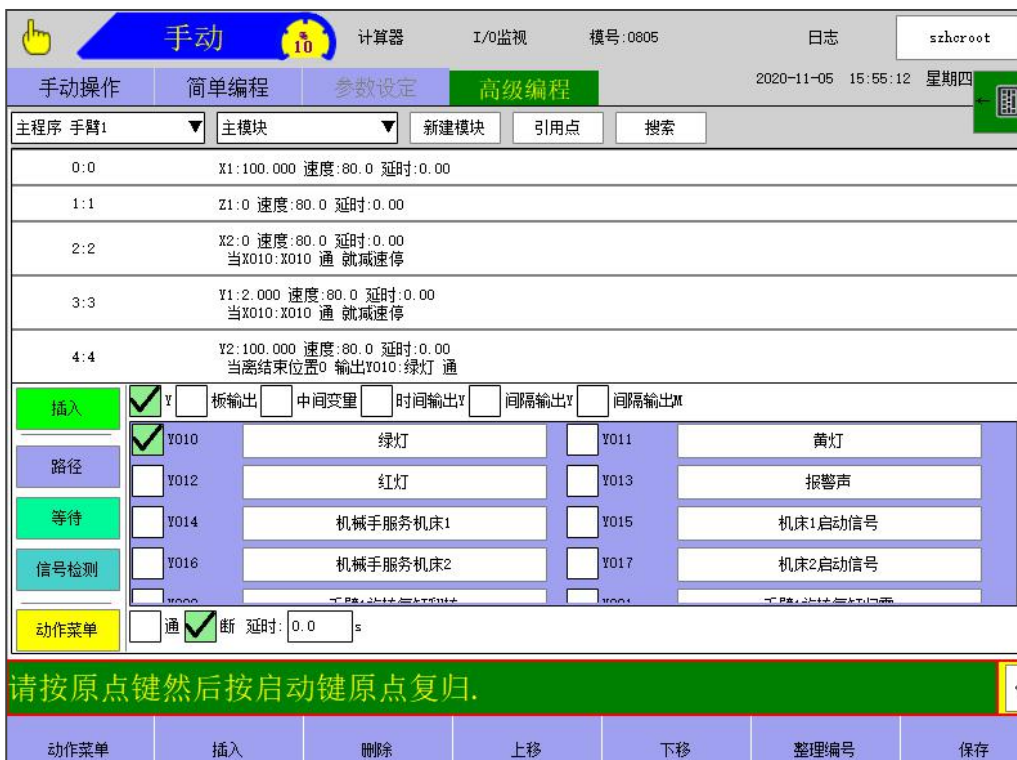 手动 % 10 计算器 I/O监视 模号:0805 日志 szhcroot
手动操作 简单编程 参数设定 高级编程 2020-11-05 15:55:12 星期四
主程序 手臂1 主模块 新建模块 引用点 搜索
0:0 X1:100.000 速度:80.0 延时:0.00
1:1 Z1:0 速度:80.0 延时:0.00
2:2 X2:0 速度:80.0 延时:0.00
当X010:X010 通 就减速停
3:3 Y1:2.000 速度:80.0 延时:0.00
当X010:X010 通 就减速停
4:4 Y2:100.000 速度:80.0 延时:0.00
当离结束位置0 输出Y010:绿灯 通
插入 Y 板输出 中间变量 时间输出Y 间隔输出Y 间隔输出M
Y010 绿灯 Y011 黄灯
路径 Y012 红灯 Y013 报警声
等待 Y014 机械手服务机床1 Y015 机床1启动信号
信号检测 Y016 机械手服务机床2 Y017 机床2启动信号
动作菜单 通 断 延时: 0.0 s
请按原点键然后按启动键原点复归.
动作菜单 插入 删除 上移 下移 整理编号 保存